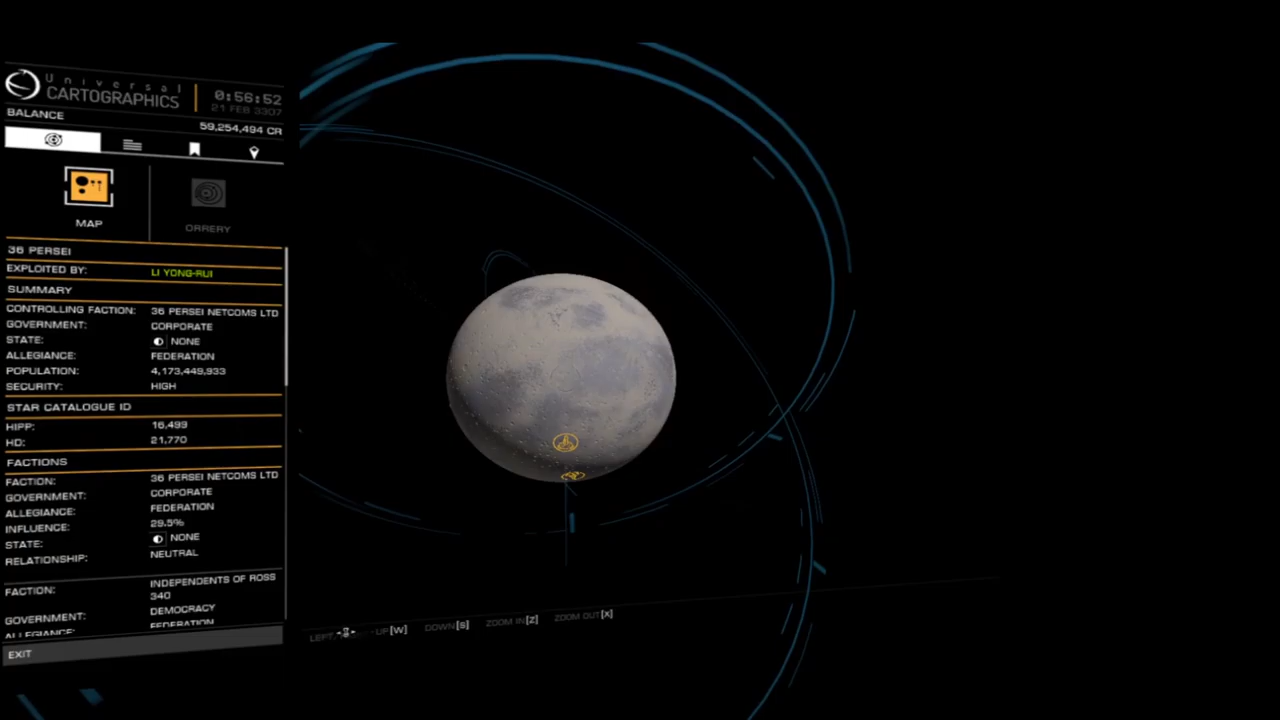 Universal
CARTOGRAPHICS
0:56:52
21 FEB 3307
BALANCE
59,254,494 CR
MAP
ORRERY
36 PERSEI
EXPLOITED BY: LI YONG-RUI
SUMMARY
CONTROLLING FACTION: 36 PERSEI NETCOMS LTD
GOVERNMENT: CORPORATE
STATE: NONE
ALLEGIANCE: FEDERATION
POPULATION: 4,173,449,933
SECURITY: HIGH
STAR CATALOGUE ID
HIPP: 16,499
HD: 21,770
FACTIONS
FACTION: 36 PERSEI NETCOMS LTD
GOVERNMENT: CORPORATE
ALLEGIANCE: FEDERATION
INFLUENCE: 29.5%
STATE: NONE
RELATIONSHIP: NEUTRAL
FACTION: INDEPENDENTS OF ROSS
340
GOVERNMENT: DEMOCRACY
ALLEGIANCE: FEDERATION
EXIT
LEFT UP[W] DOWN[S] ZOOM IN[Z] ZOOM OUT[X]